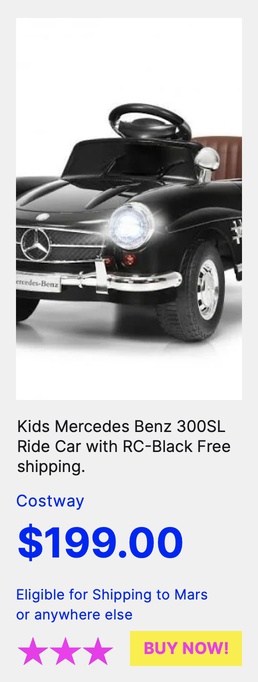 ercedes-Benz
Kids Mercedes Benz 300SL
Ride Car with RC-Black Free
shipping.
Costway
$199.00
Eligible for Shipping to Mars
or anywhere else
BUY NOW!